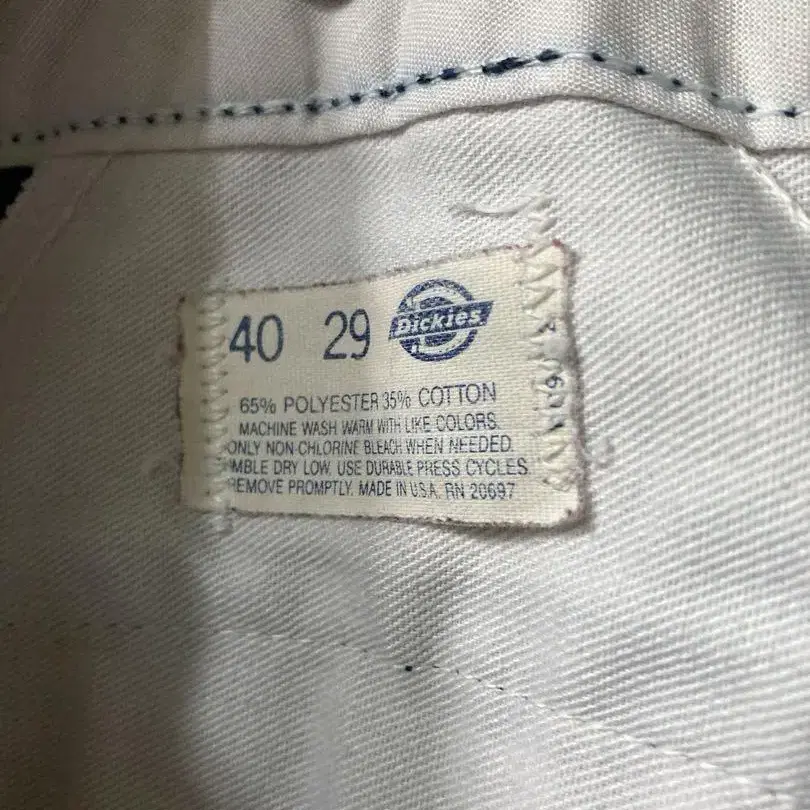 40 29 Dickies
65% POLYESTER 35% COTTON
MACHINE WASH WARM WITH LIKE COLORS.
ONLY NON-CHLORINE BLEACH WHEN NEEDED.
MBLE DRY LOW. USE DURABLE PRESS CYCLES
REMOVE PROMPTLY. MADE IN U.S.A. RN 20697